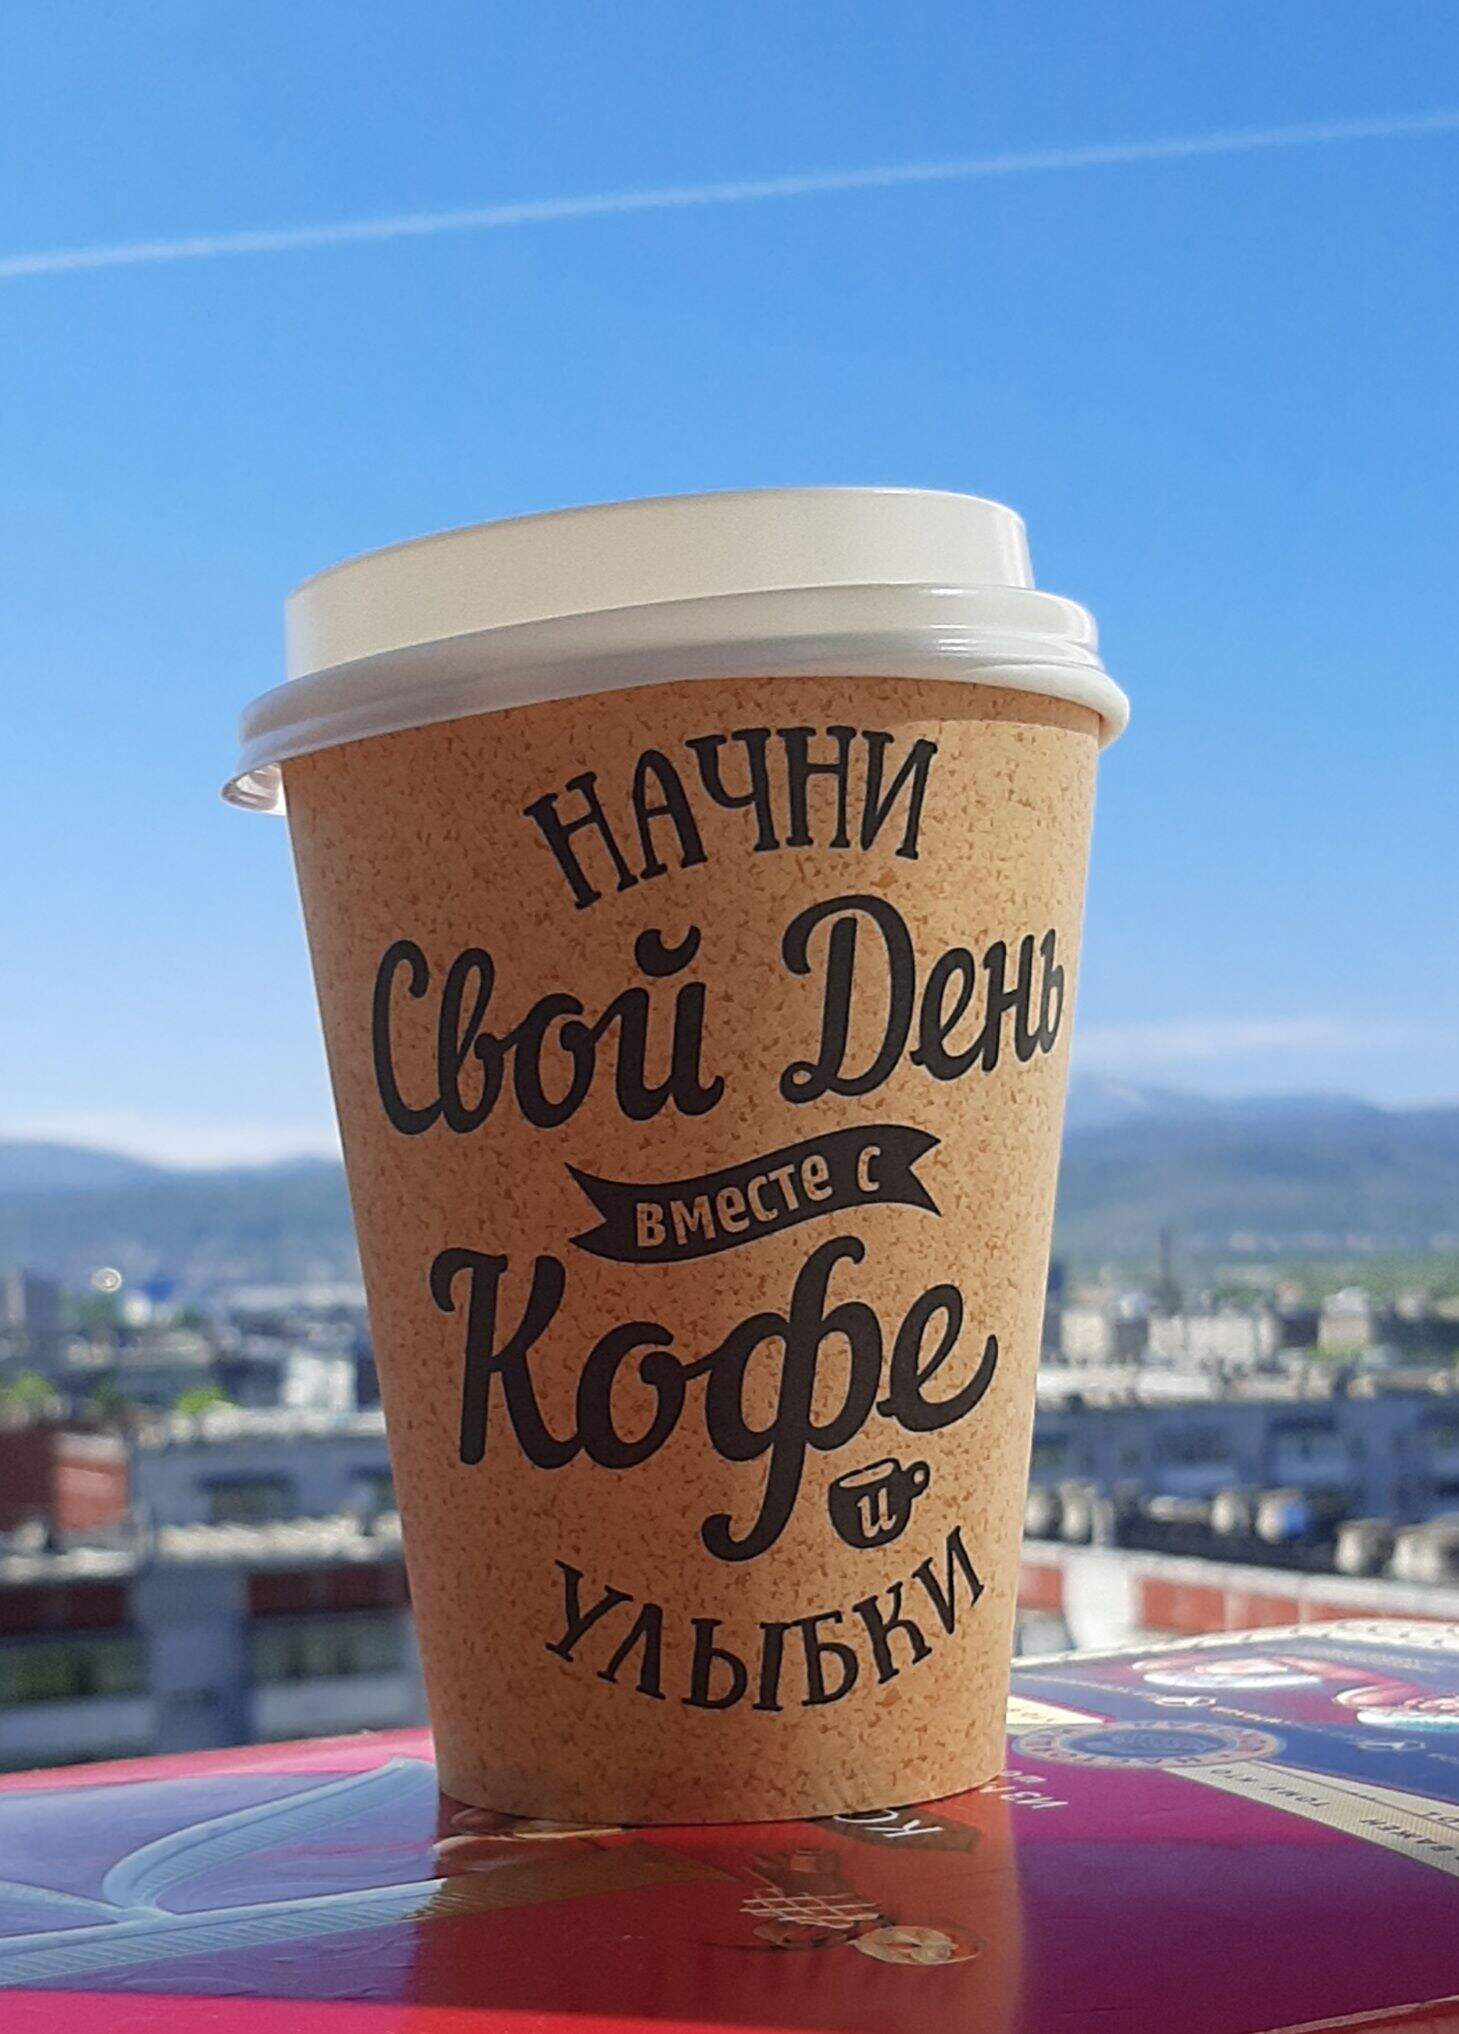 НАЧНИ
Свой День
вместе с
Кофе
и
УЛЫБКИ